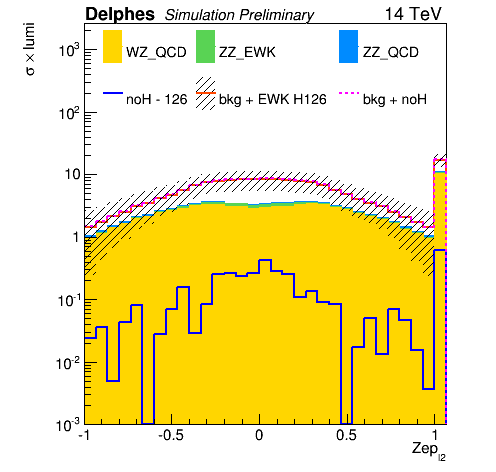 Delphes Simulation Preliminary 14 TeV
σ × lumi
WZ_QCD ZZ_EWK ZZ_QCD
noH - 126 bkg + EWK H126 bkg + noH
10³
10²
10
1
10⁻¹
10⁻²
10⁻³
-1 -0.5 0 0.5 1
Zep_l2